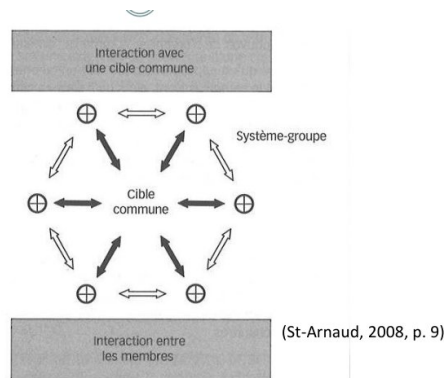 Interaction avec
une cible commune
Système-groupe
Cible
commune
(St-Arnaud, 2008, p. 9)
Interaction entre
les membres